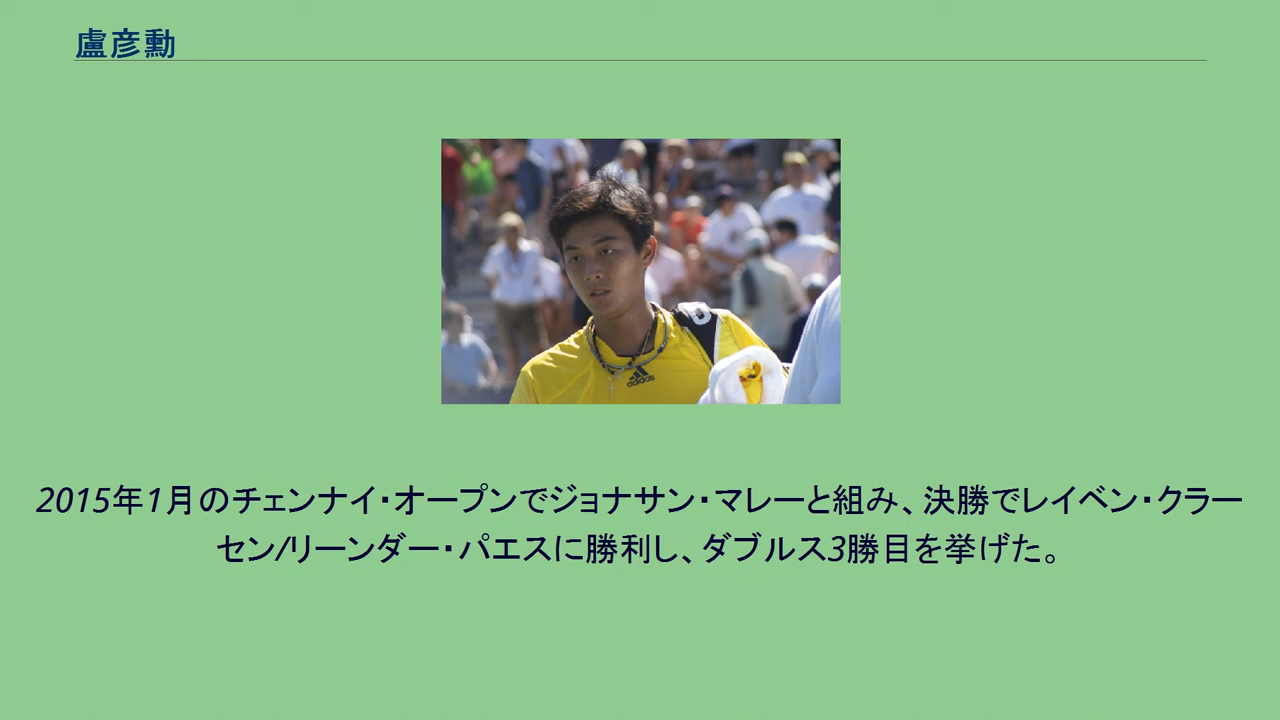 盧彦勳
adidas
2015年1月のチェンナイ・オープンでジョナサン・マレーと組み、決勝でレイベン・クラー
セン/リーンダー・パエスに勝利し、ダブルス3勝目を挙げた。